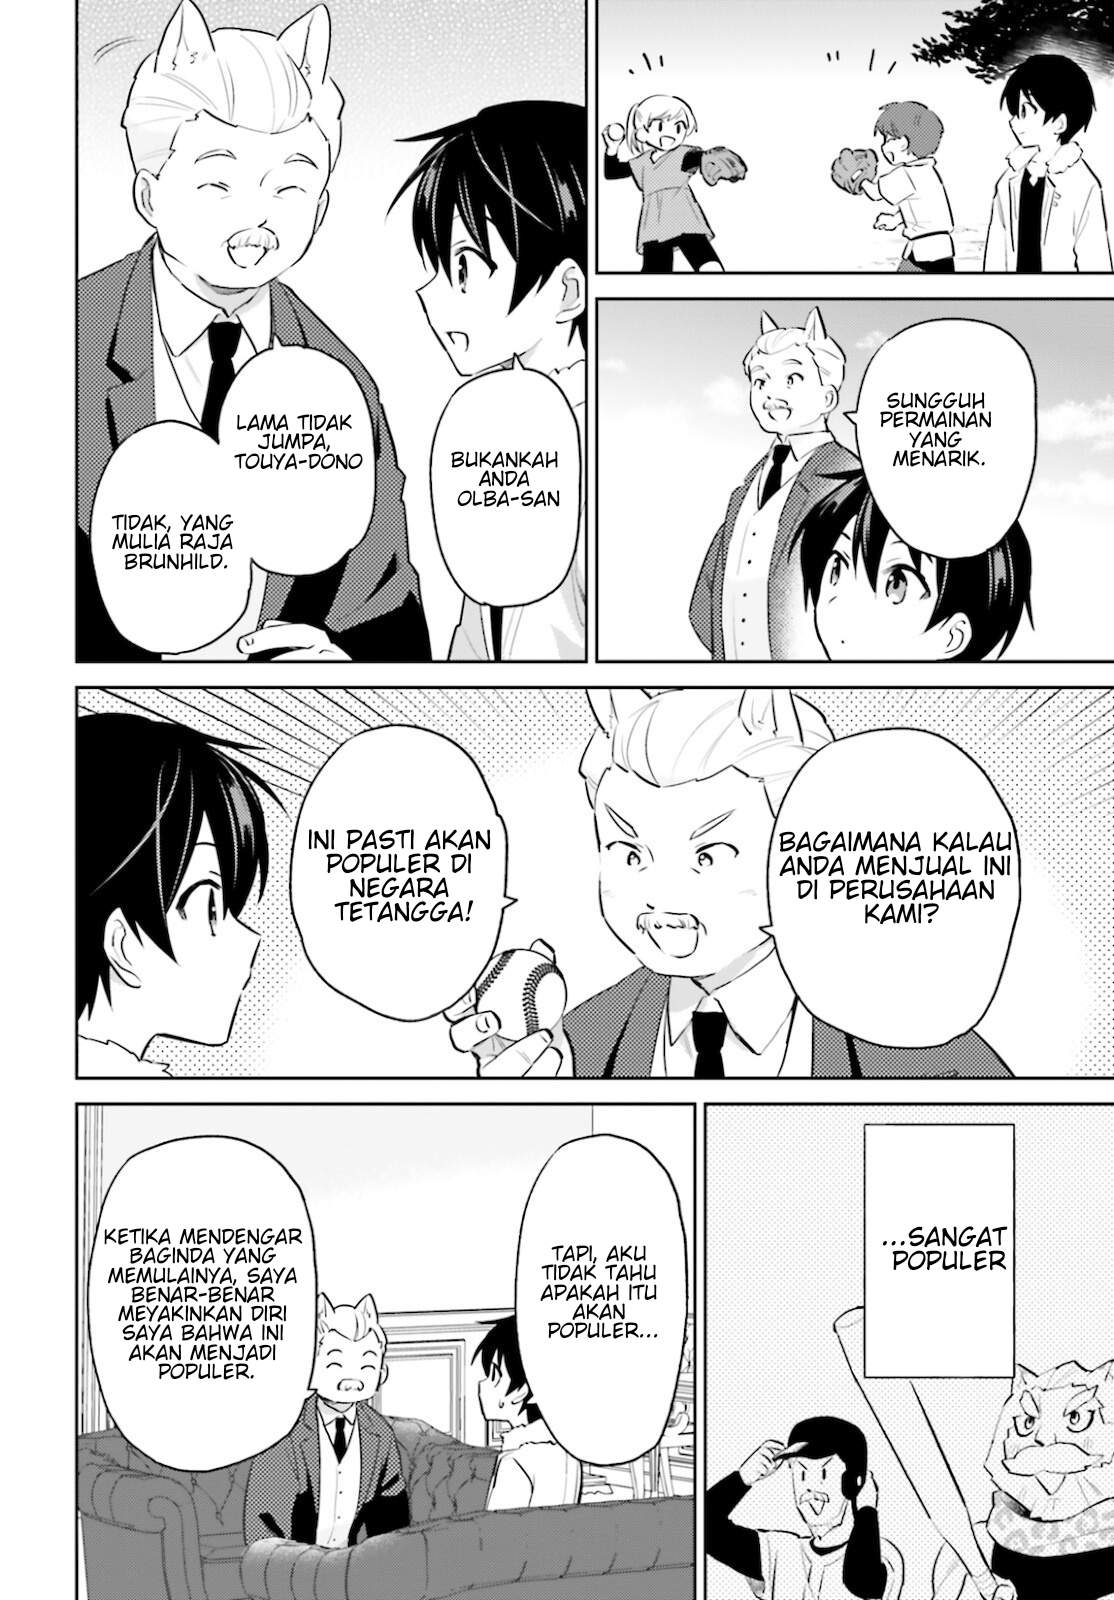 SUNGGUH
PERMAINAN
YANG
MENARIK.
BUKANKAH
ANDA
OLBA-SAN
LAMA TIDAK
JUMPA,
TOUYA-DONO
TIDAK, YANG
MULIA RAJA
BRUNHILD.
BAGAIMANA KALAU
ANDA MENJUAL INI
DI PERUSAHAAN
KAMI?
INI PASTI AKAN
POPULER DI
NEGARA
TETANGGA!
...SANGAT
POPULER
TAPI, AKU
TIDAK TAHU
APAKAH ITU
AKAN
POPULER...
KETIKA MENDENGAR
BAGINDA YANG
MEMULAINYA, SAYA
BENAR-BENAR
MEYAKINKAN DIRI
SAYA BAHWA INI
AKAN MENJADI
POPULER.